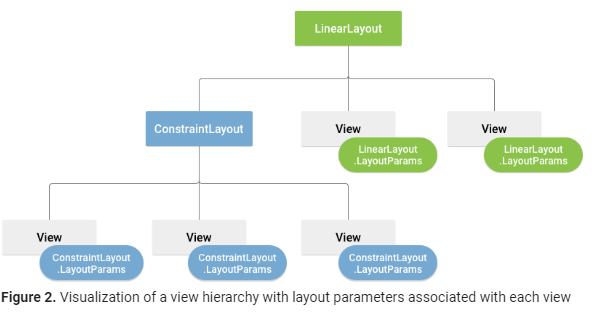 LinearLayout
ConstraintLayout
View
LinearLayout
.LayoutParams
View
LinearLayout
.LayoutParams
View
ConstraintLayout
.LayoutParams
View
ConstraintLayout
.LayoutParams
View
ConstraintLayout
.LayoutParams
Figure 2. Visualization of a view hierarchy with layout parameters associated with each view